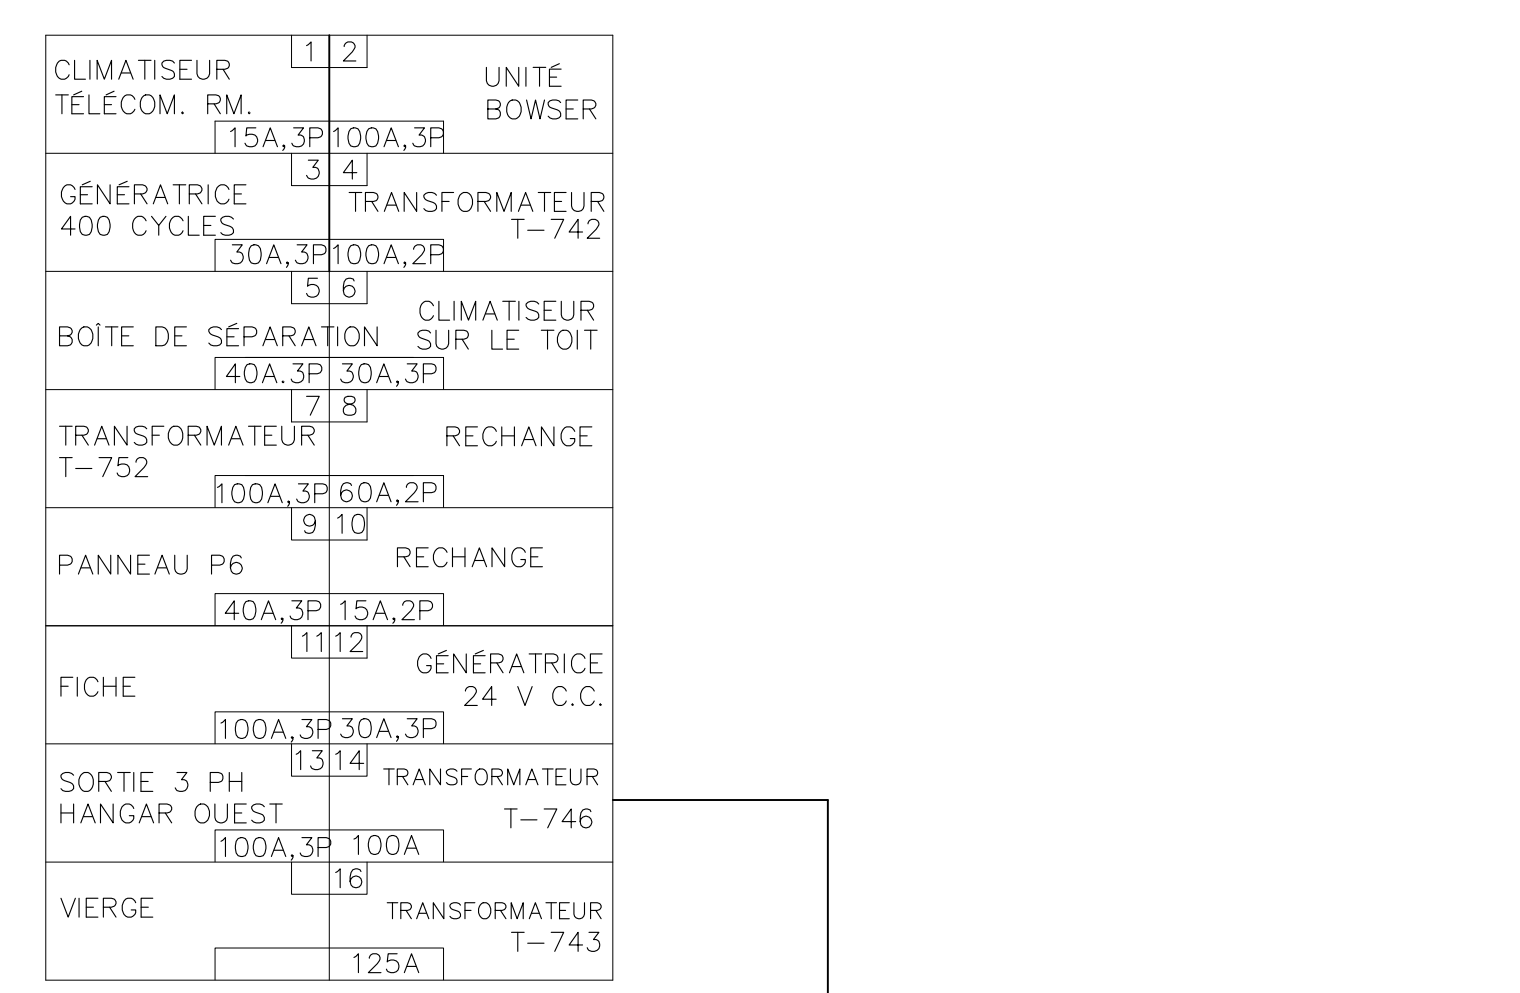 1 2
CLIMATISEUR
TÉLÉCOM. RM.
UNITÉ
BOWSER
15A,3P 100A,3P
3 4
GÉNÉRATRICE
400 CYCLES
TRANSFORMATEUR
T-742
30A,3P 100A,2P
5 6
BOÎTE DE SÉPARATION
CLIMATISEUR
SUR LE TOIT
40A.3P 30A,3P
7 8
TRANSFORMATEUR
T-752
RECHANGE
100A,3P 60A,2P
9 10
PANNEAU P6
RECHANGE
40A,3P 15A,2P
11 12
FICHE
GÉNÉRATRICE
24 V C.C.
100A,3P 30A,3P
13 14
SORTIE 3 PH
HANGAR OUEST
TRANSFORMATEUR
T-746
100A,3P 100A
16
VIERGE
TRANSFORMATEUR
T-743
125A